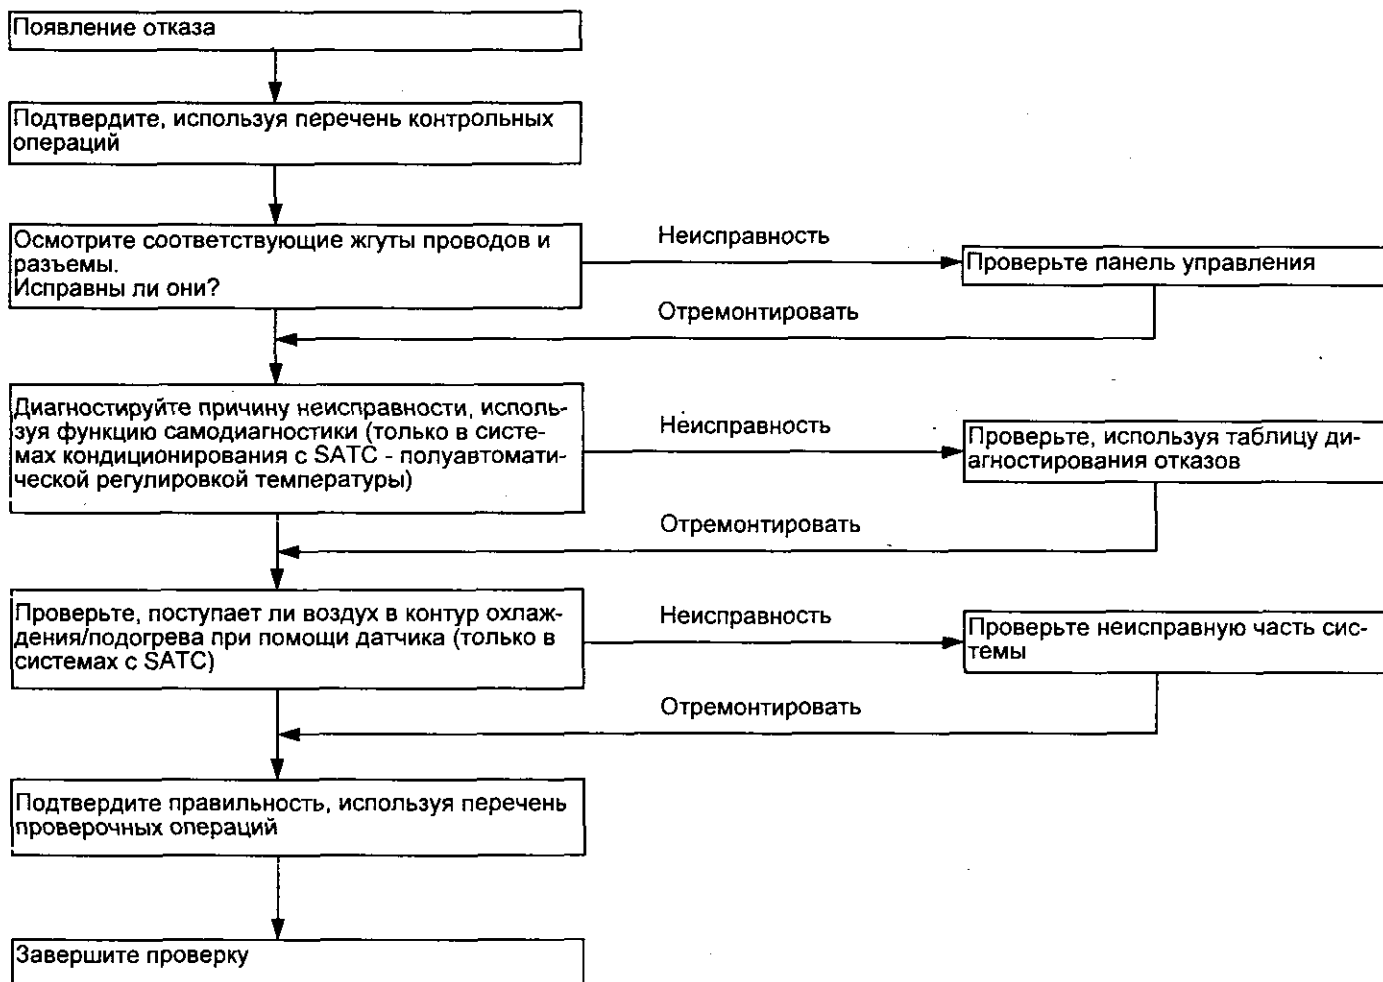 Появление отказа
Подтвердите, используя перечень контрольных
операций
Осмотрите соответствующие жгуты проводов и
разъемы.
Исправны ли они?
Неисправность
Проверьте панель управления
Отремонтировать
Диагностируйте причину неисправности, исполь-
зуя функцию самодиагностики (только в систе-
мах кондиционирования с SATC - полуавтомати-
ческой регулировкой температуры)
Неисправность
Проверьте, используя таблицу ди-
агностирования отказов
Отремонтировать
Проверьте, поступает ли воздух в контур охлаж-
дения/подогрева при помощи датчика (только в
системах с SATC)
Неисправность
Проверьте неисправную часть сис-
темы
Отремонтировать
Подтвердите правильность, используя перечень
проверочных операций
Завершите проверку